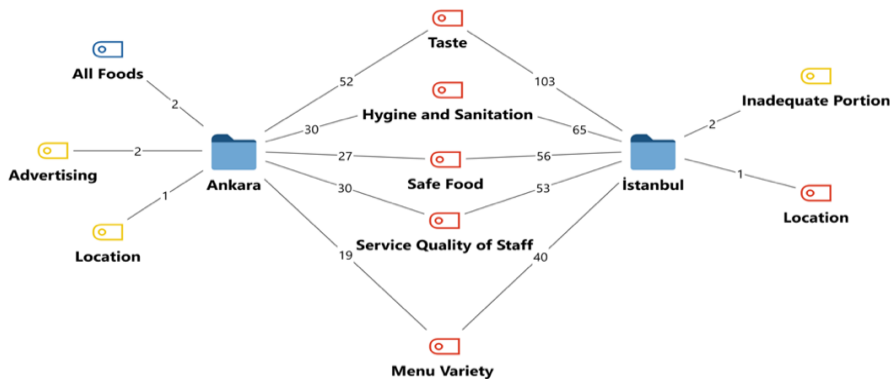 Taste
All Foods
52
103
2
Hygine and Sanitation
Inadequate Portion
30
65
2
Advertising
2
Ankara
27
Safe Food
56
İstanbul
1
Location
1
30
53
Location
Service Quality of Staff
19
40
Menu Variety